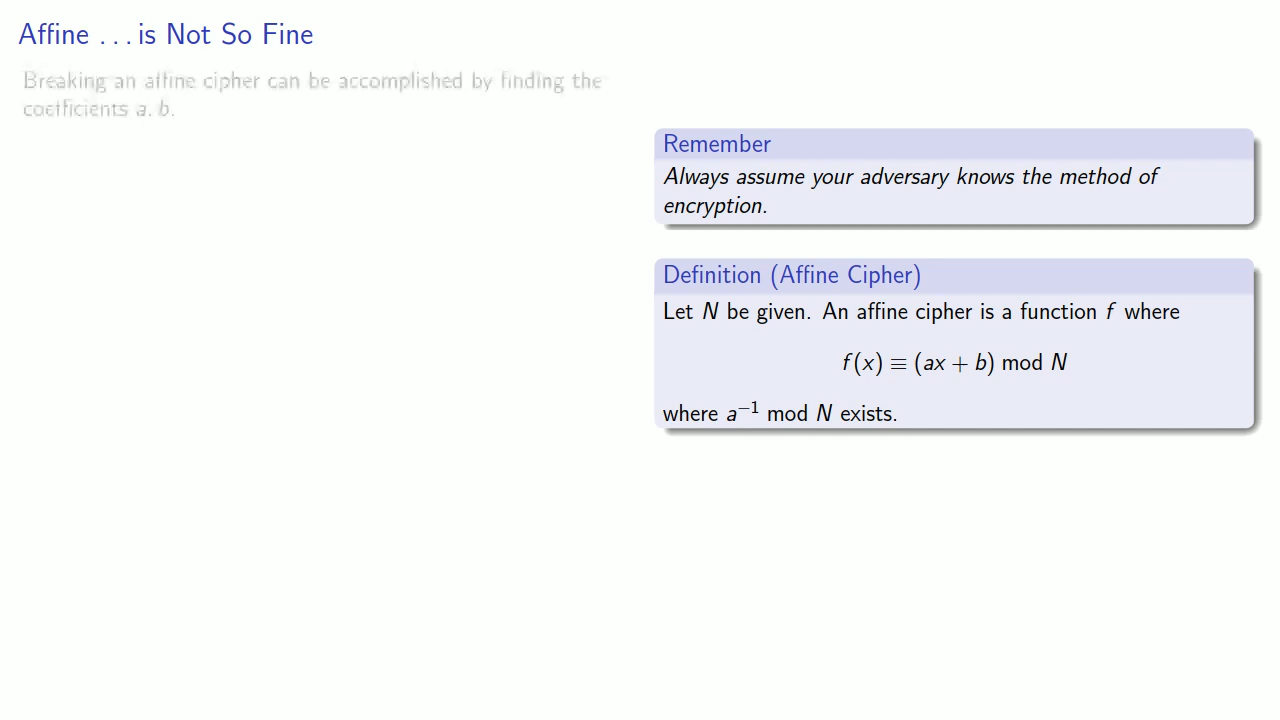 Affine ... is Not So Fine
Breaking an affine cipher can be accomplished by finding the
coefficients a, b.
Remember
Always assume your adversary knows the method of
encryption.
Definition (Affine Cipher)
Let N be given. An affine cipher is a function f where
f(x) ≡ (ax + b) mod N
where a⁻¹ mod N exists.